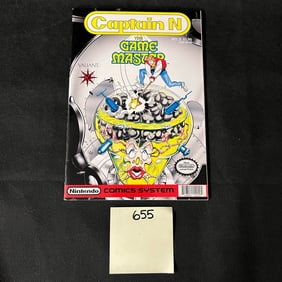 Captain N
THE
GAME
MASTER
VALIANT
Nintendo
COMICS SYSTEM
655